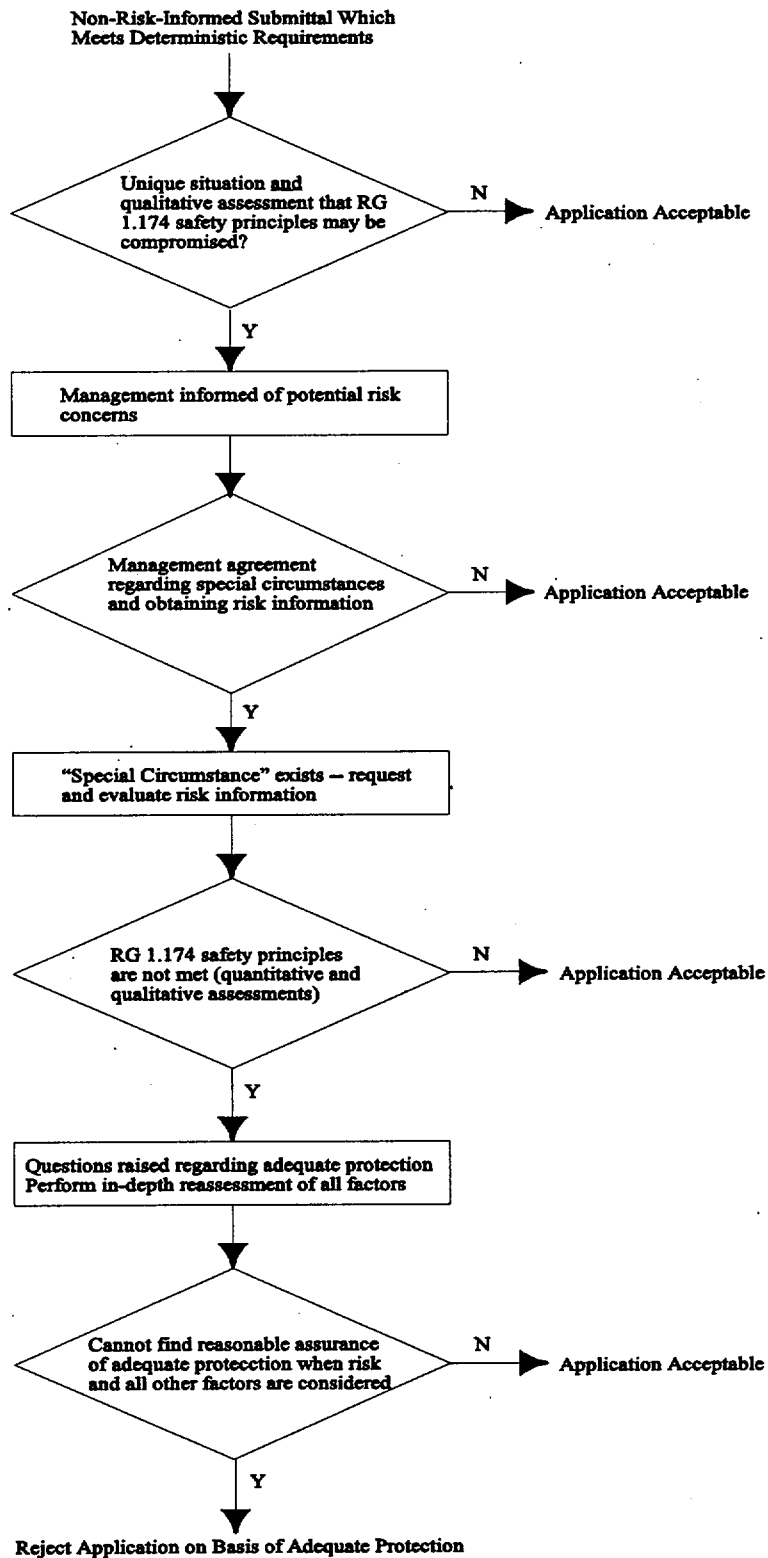 Non-Risk-Informed Submittal Which
Meets Deterministic Requirements
Unique situation and
qualitative assessment that RG
1.174 safety principles may be
compromised?
N
Application Acceptable
Y
Management informed of potential risk
concerns
Management agreement
regarding special circumstances
and obtaining risk information
N
Application Acceptable
Y
“Special Circumstance” exists – request
and evaluate risk information
RG 1.174 safety principles
are not met (quantitative and
qualitative assessments)
N
Application Acceptable
Y
Questions raised regarding adequate protection
Perform in-depth reassessment of all factors
Cannot find reasonable assurance
of adequate protecction when risk
and all other factors are considered
N
Application Acceptable
Y
Reject Application on Basis of Adequate Protection